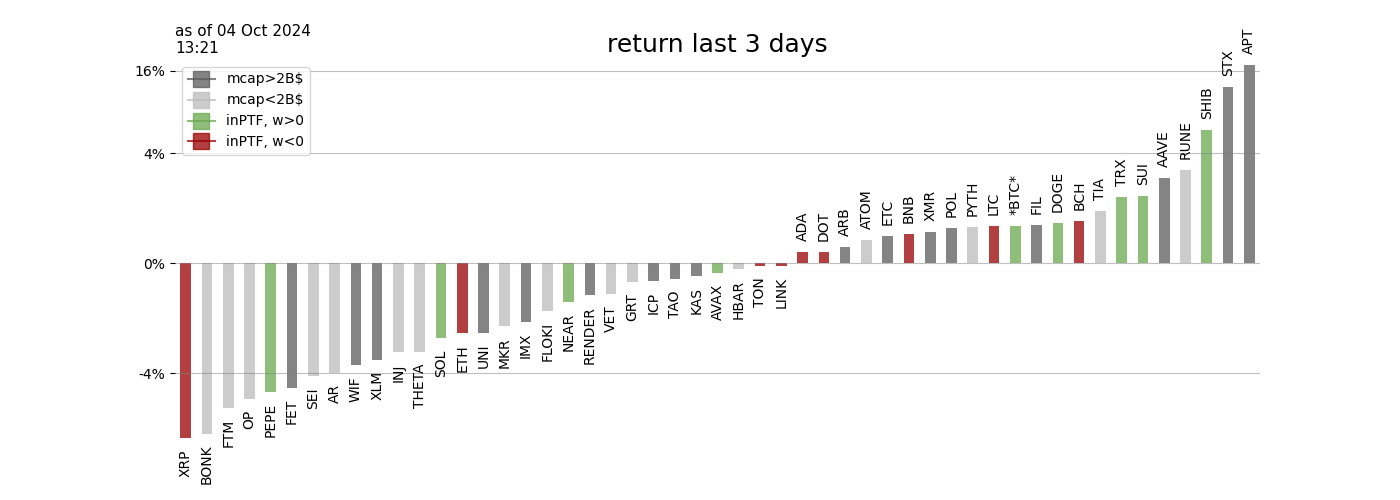 as of 04 Oct 2024
13:21
return last 3 days
mcap>2B$
mcap<2B$
inPTF, w>0
inPTF, w<0
16%
4%
0%
-4%
XRP
BONK
FTM
OP
PEPE
FET
SEI
AR
WIF
XLM
INJ
THETA
SOL
ETH
UNI
MKR
IMX
FLOKI
NEAR
RENDER
VET
GRT
ICP
TAO
KAS
AVAX
HBAR
TON
LINK
ADA
DOT
ARB
ATOM
ETC
BNB
XMR
POL
PYTH
LTC
*BTC*
FIL
DOGE
BCH
TIA
TRX
SUI
AAVE
RUNE
SHIB
STX
APT